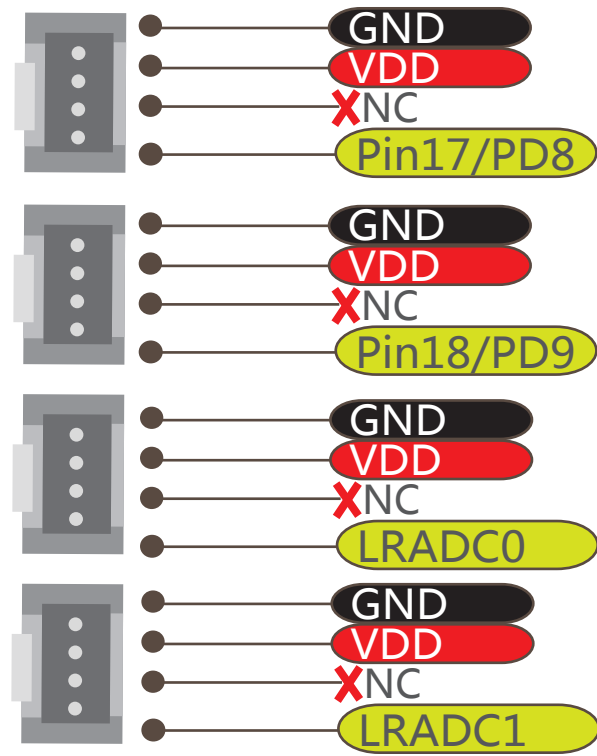 GND
VDD
NC
Pin17/PD8
GND
VDD
NC
Pin18/PD9
GND
VDD
NC
LRADC0
GND
VDD
NC
LRADC1